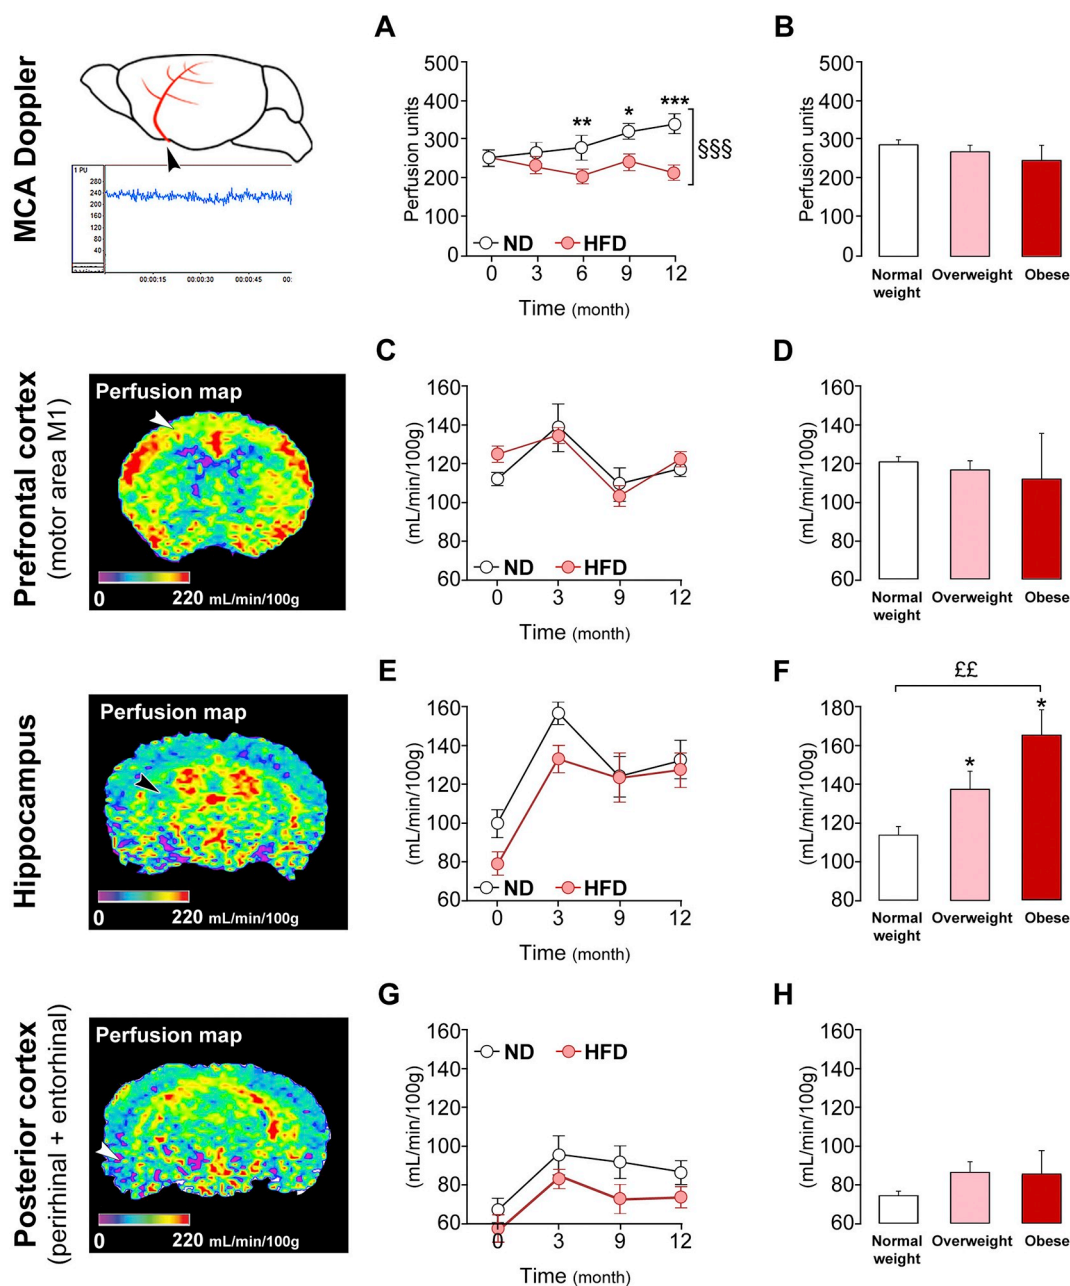 MCA Doppler
1 PU
280
240
200
160
120
80
40
00:00:15 00:00:30 00:00:45 00:
A
Perfusion units
500
400
300
200
100
0
** * ***
§§§
ND HFD
0 3 6 9 12
Time (month)
B
Perfusion units
500
400
300
200
100
0
Normal weight Overweight Obese
Prefrontal cortex
(motor area M1)
Perfusion map
0 220 mL/min/100g
C
(mL/min/100g)
160
140
120
100
80
60
ND HFD
0 3 9 12
Time (month)
D
(mL/min/100g)
160
140
120
100
80
60
Normal weight Overweight Obese
Hippocampus
Perfusion map
0 220 mL/min/100g
E
(mL/min/100g)
160
140
120
100
80
60
ND HFD
0 3 9 12
Time (month)
F
££
(mL/min/100g)
180
160
140
120
100
80
* *
Normal weight Overweight Obese
Posterior cortex
(perirhinal + entorhinal)
Perfusion map
0 220 mL/min/100g
G
(mL/min/100g)
160
140
120
100
80
60
ND HFD
0 3 9 12
Time (month)
H
(mL/min/100g)
160
140
120
100
80
60
Normal weight Overweight Obese